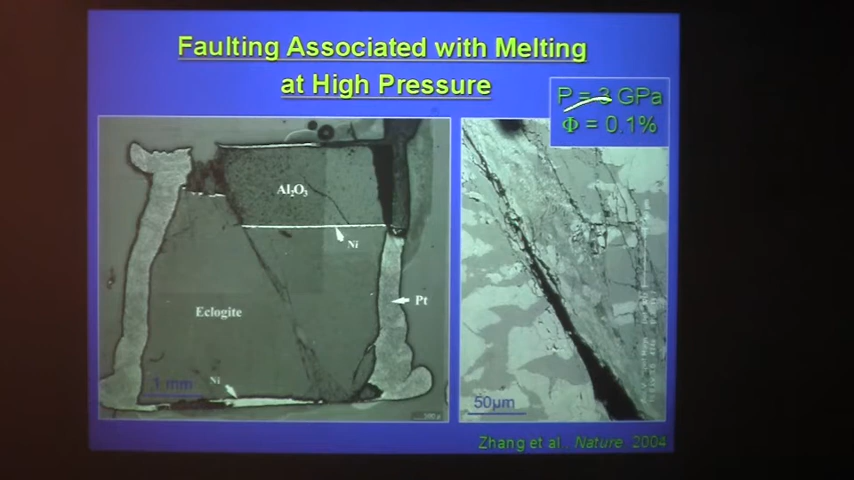 Faulting Associated with Melting
at High Pressure
P = 3 GPa
Φ = 0.1%
Al₂O₃
Ni
Pt
Eclogite
Ni
1 mm
50µm
Zhang et al., Nature 2004